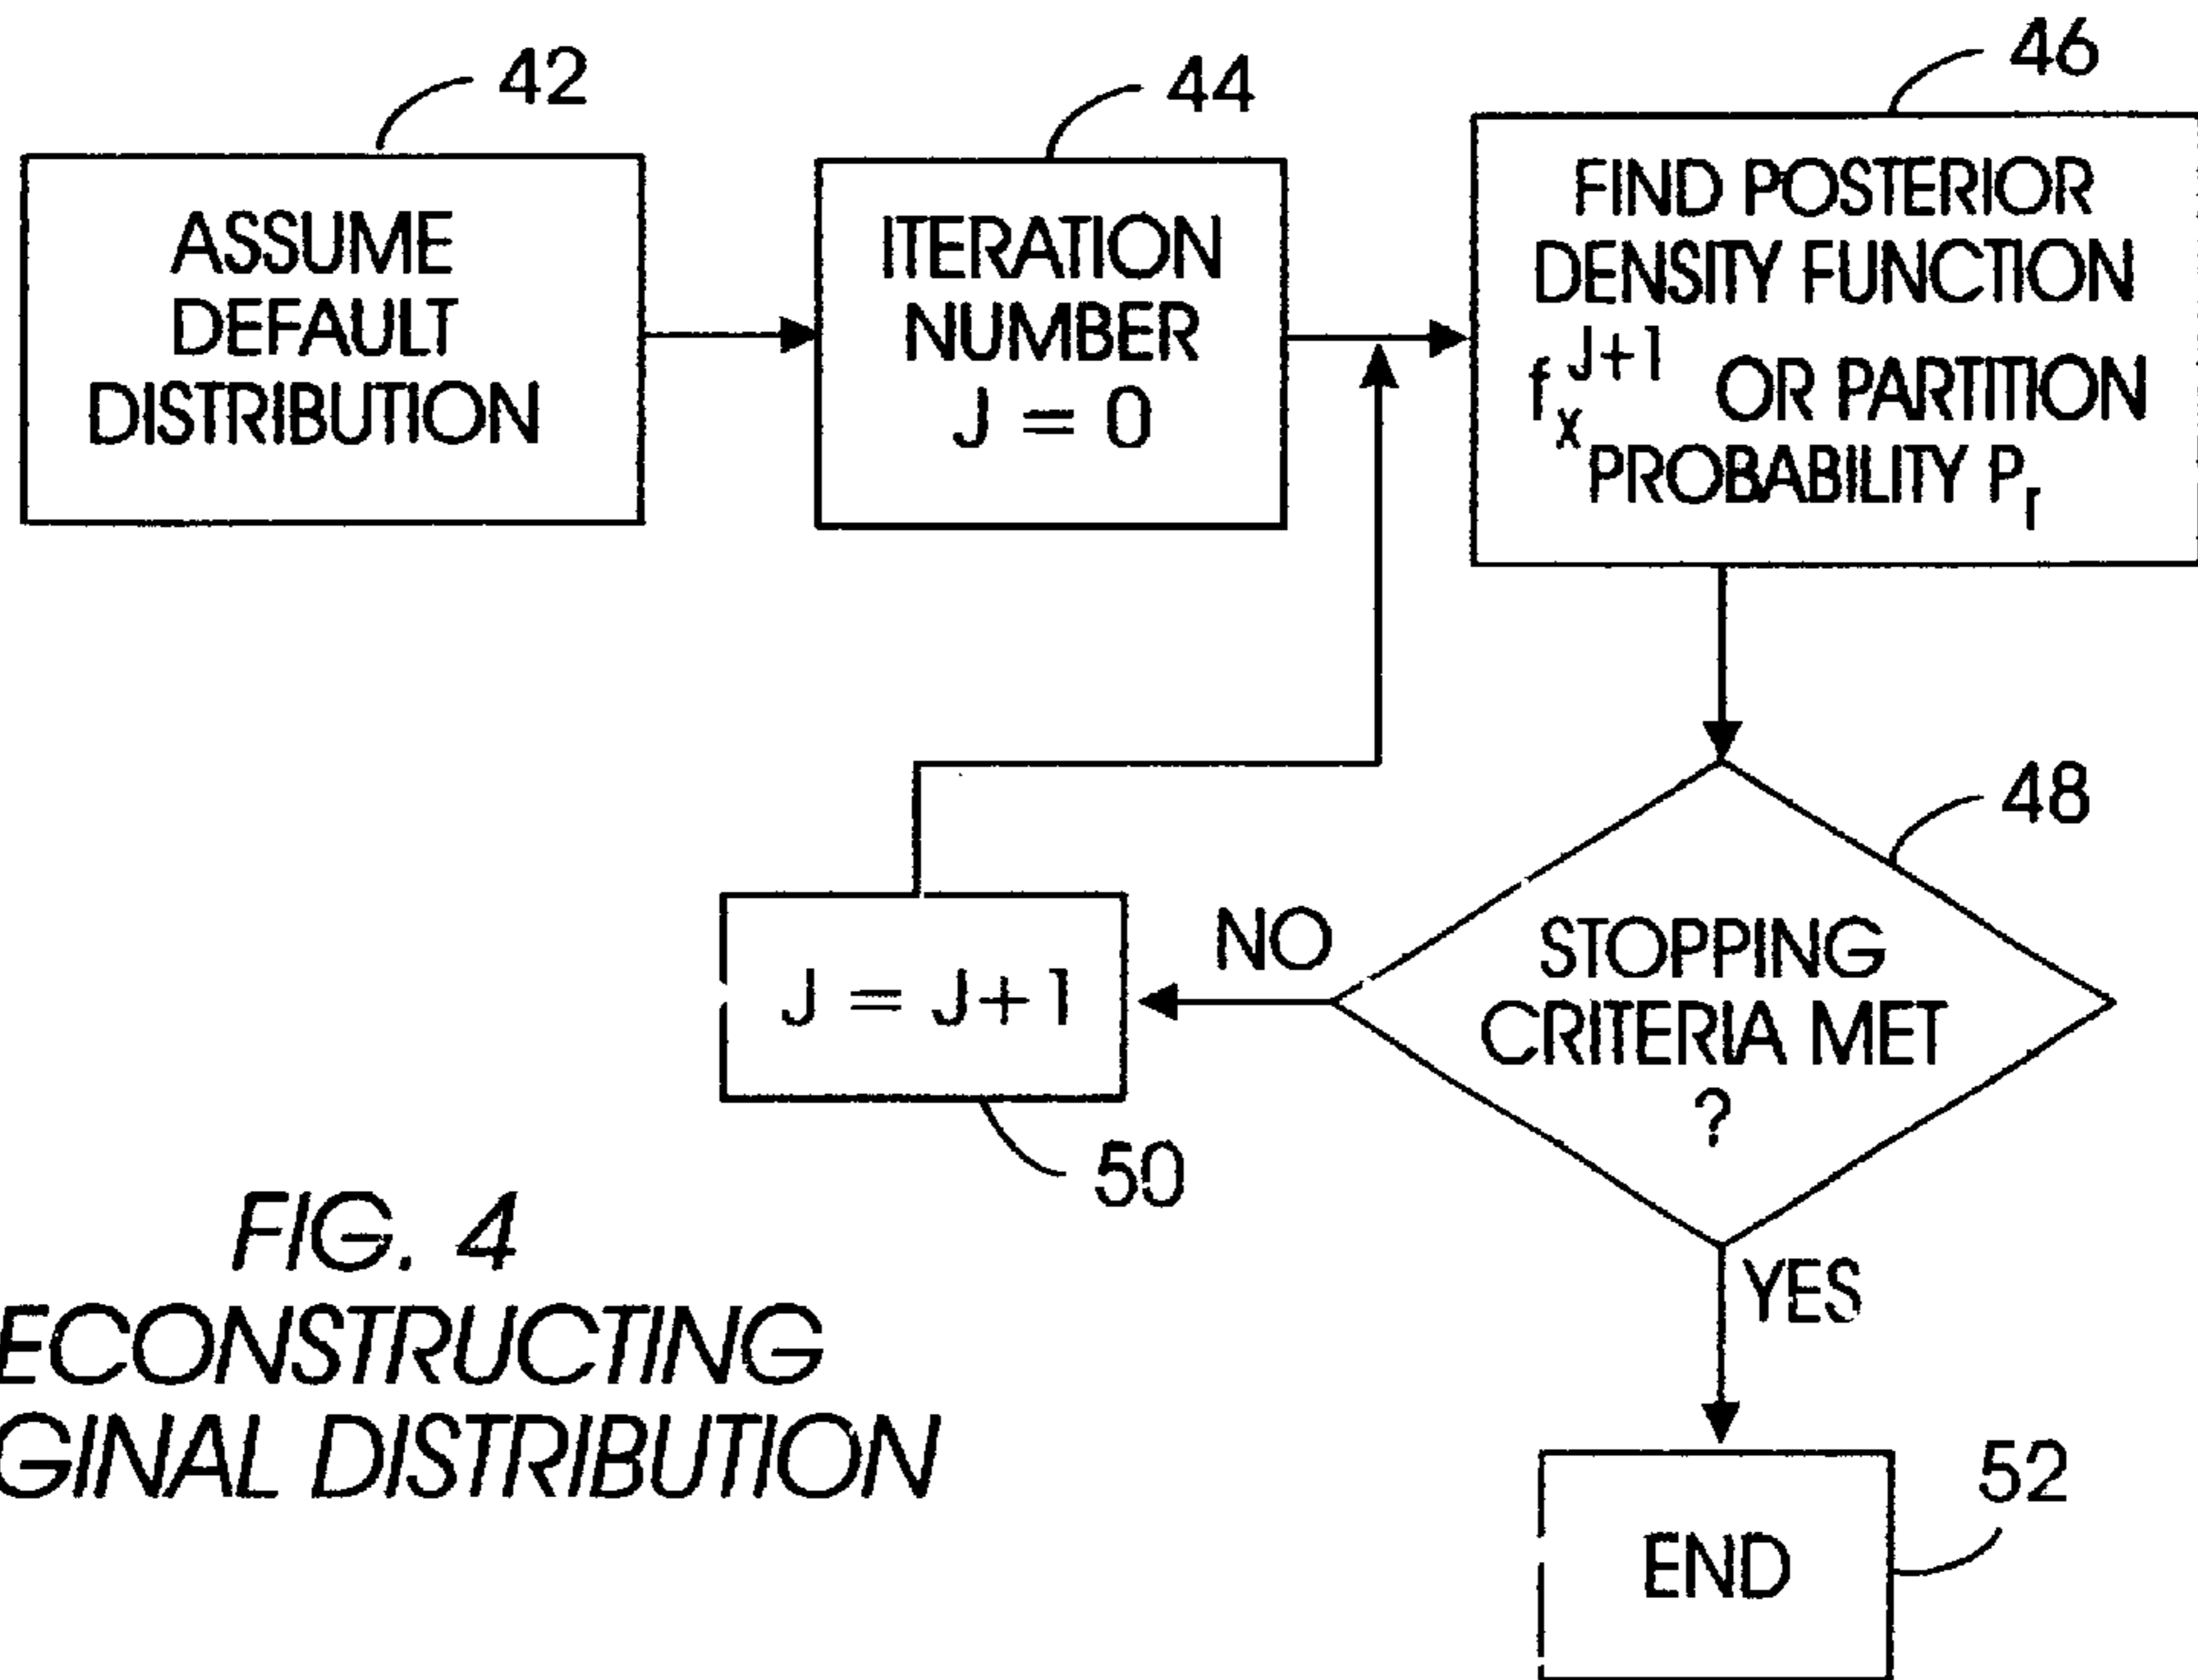 42
ASSUME
DEFAULT
DISTRIBUTION
44
ITERATION
NUMBER
J = 0
46
FIND POSTERIOR
DENSITY FUNCTION
f_x^{J+1} OR PARTITION
PROBABILITY P_r
48
STOPPING
CRITERIA MET
?
NO
J = J+1
50
YES
END
52
FIG. 4
ECONSTRUCTING
GINAL DISTRIBUTION